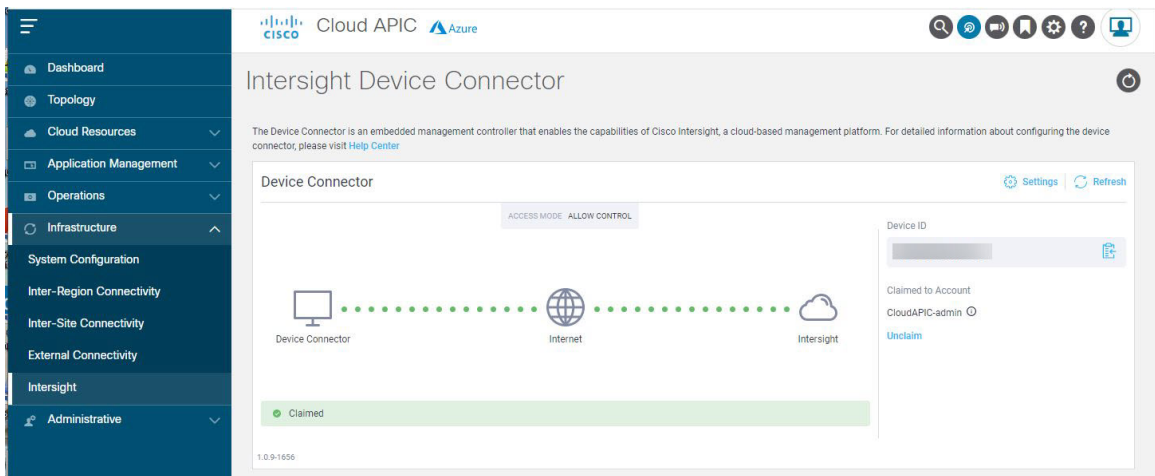 CISCO Cloud APIC Azure
Dashboard
Topology
Cloud Resources
Application Management
Operations
Infrastructure
System Configuration
Inter-Region Connectivity
Inter-Site Connectivity
External Connectivity
Intersight
Administrative
Intersight Device Connector
The Device Connector is an embedded management controller that enables the capabilities of Cisco Intersight, a cloud-based management platform. For detailed information about configuring the device
connector, please visit Help Center
Device Connector
Settings
Refresh
ACCESS MODE ALLOW CONTROL
Device Connector
Internet
Intersight
Claimed
1.0.9-1656
Device ID
Claimed to Account
CloudAPIC-admin
Unclaim